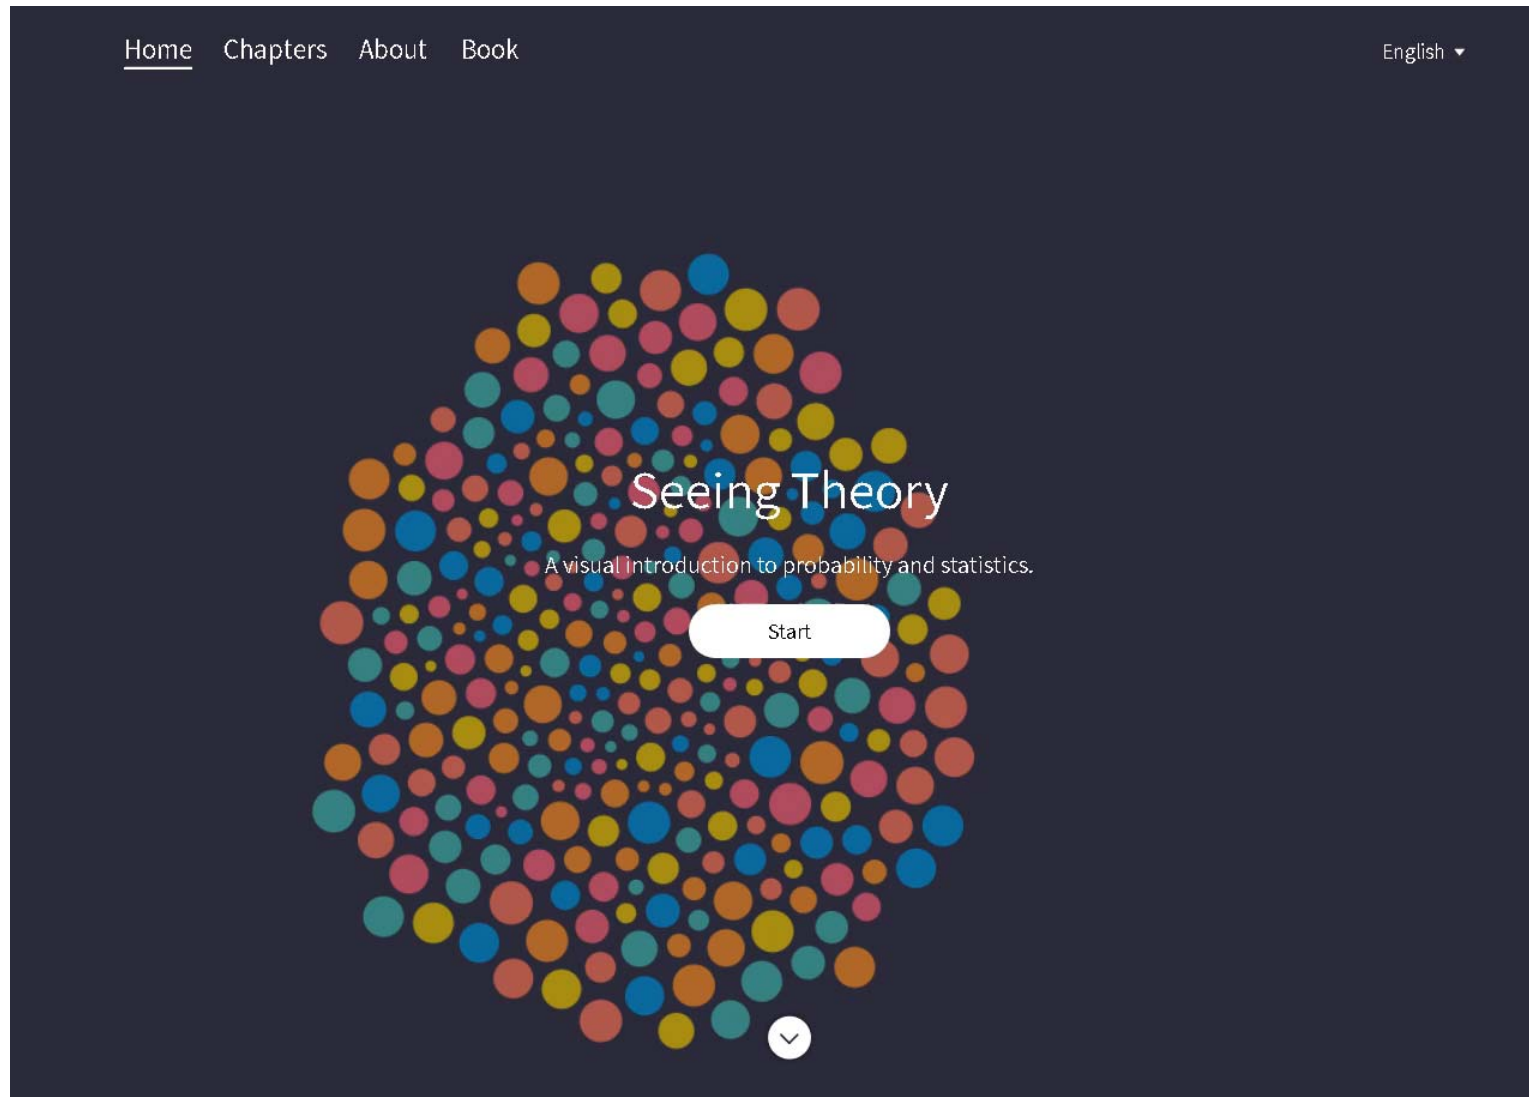 Home Chapters About Book English
Seeing Theory
A visual introduction to probability and statistics.
Start